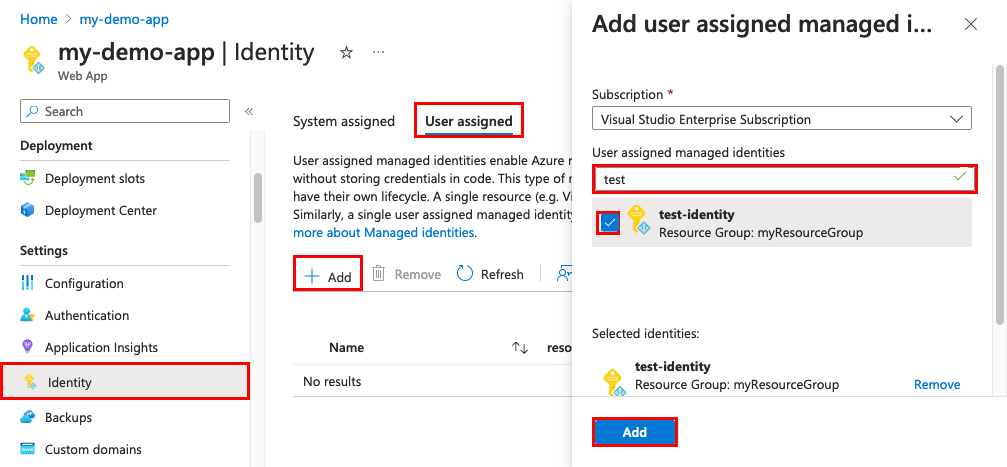 Home > my-demo-app
my-demo-app | Identity
Web App
Search
Deployment
Deployment slots
Deployment Center
Settings
Configuration
Authentication
Application Insights
Identity
Backups
Custom domains
System assigned
User assigned
User assigned managed identities enable Azure r
without storing credentials in code. This type of r
have their own lifecycle. A single resource (e.g. Vi
Similarly, a single user assigned managed identity
more about Managed identities.
Add
Remove
Refresh
Name
reso
No results
Add user assigned managed i...
Subscription *
Visual Studio Enterprise Subscription
User assigned managed identities
test
test-identity
Resource Group: myResourceGroup
Selected identities:
test-identity
Resource Group: myResourceGroup
Remove
Add